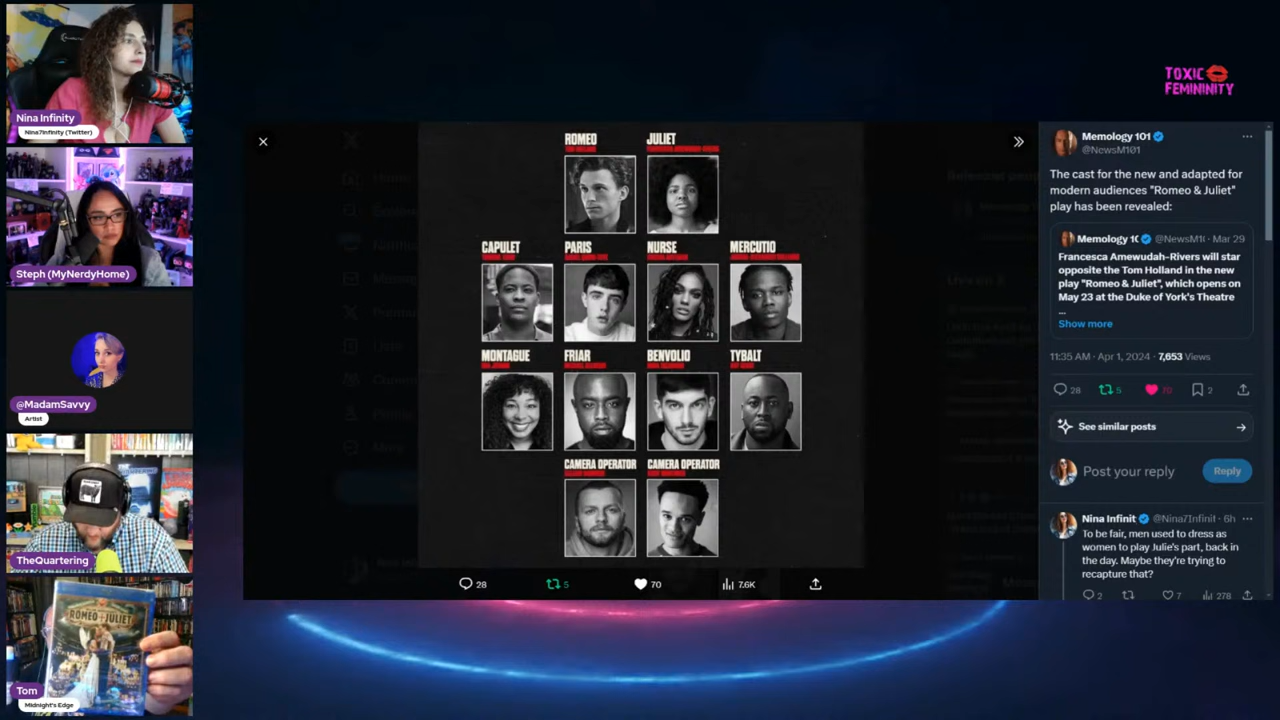 Nina Infinity
Nina7Infinity (Twitter)
Steph (MyNerdyHome)
@MadamSavvy
Artist
TheQuartering
ROMEO + JULIET
Tom
Midnight's Edge
ROMEO
JULIET
CAPULET
PARIS
NURSE
MERCUTIO
MONTAGUE
FRIAR
BENVOLIO
TYBALT
CAMERA OPERATOR
CAMERA OPERATOR
28
5
70
7.6K
TOXIC
FEMININITY
Memology 101
@NewsM101
The cast for the new and adapted for
modern audiences "Romeo & Juliet"
play has been revealed:
Memology 1( @NewsM1( · Mar 29
Francesca Amewudah-Rivers will star
opposite the Tom Holland in the new
play "Romeo & Juliet", which opens on
May 23 at the Duke of York's Theatre
...
Show more
11:35 AM · Apr 1, 2024 · 7,653 Views
28
5
70
2
See similar posts
Post your reply
Reply
Nina Infinit @Nina7Infinit · 6h
To be fair, men used to dress as
women to play Julie's part, back in
the day. Maybe they're trying to
recapture that?
2
7
278